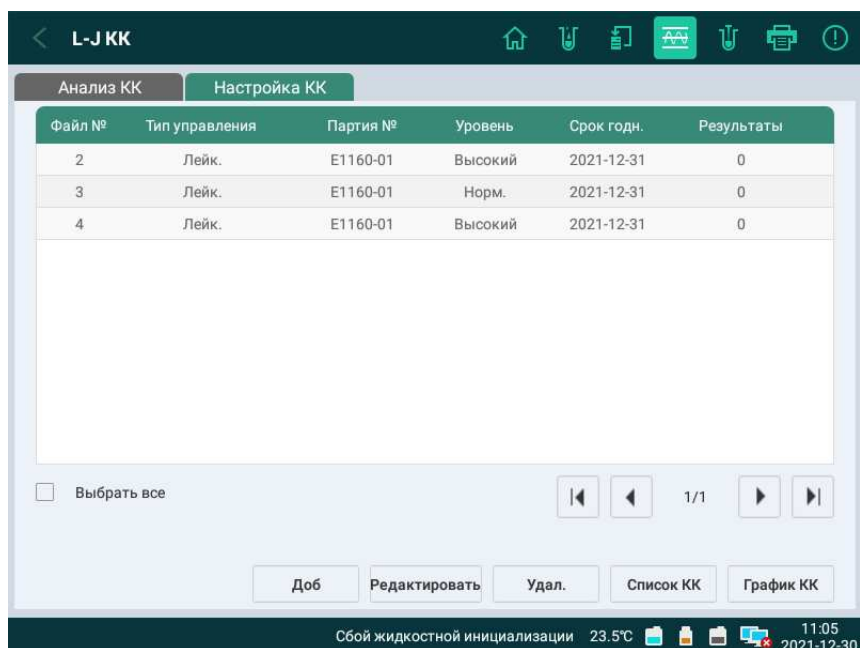 L-J КК
Анализ КК Настройка КК
Файл № Тип управления Партия № Уровень Срок годн. Результаты
2 Лейк. E1160-01 Высокий 2021-12-31 0
3 Лейк. E1160-01 Норм. 2021-12-31 0
4 Лейк. E1160-01 Высокий 2021-12-31 0
Выбрать все 1/1
Доб Редактировать Удал. Список КК График КК
Сбой жидкостной инициализации 23.5℃ 11:05
2021-12-30